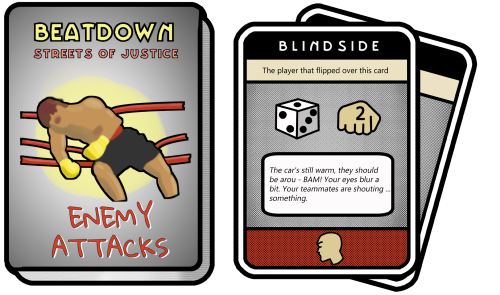 BEATDOWN
STREETS OF JUSTICE
ENEMY
ATTACKS
BLINDSIDE
The player that flipped over this card
2
The car's still warm, they should
be arou - BAM! Your eyes blur a
bit. Your teammates are shouting ...
something.